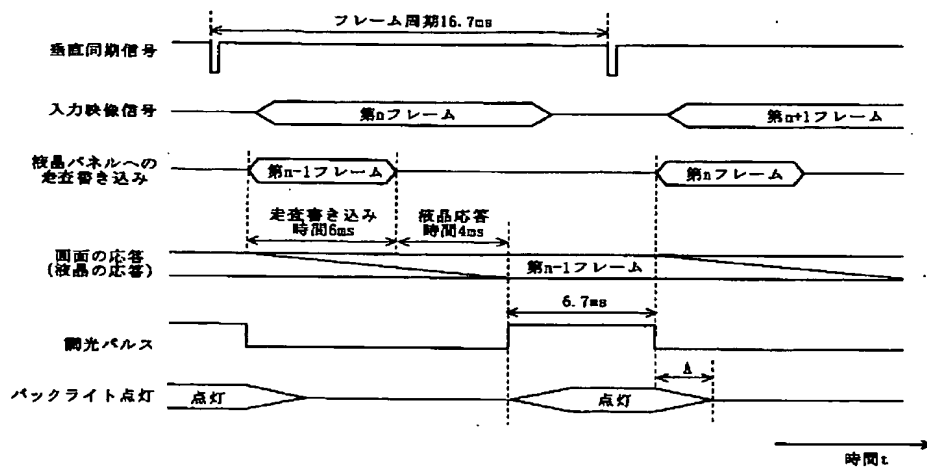 フレーム周期16.7ms
垂直同期信号
入力映像信号
第nフレーム
第n+1フレーム
液晶パネルへの
走査書き込み
第n-1フレーム
第nフレーム
走査書き込み
時間6ms
液晶応答
時間4ms
画面の応答
(液晶の応答)
第n-1フレーム
6.7ms
調光パルス
A
バックライト点灯
点灯
点灯
時間t